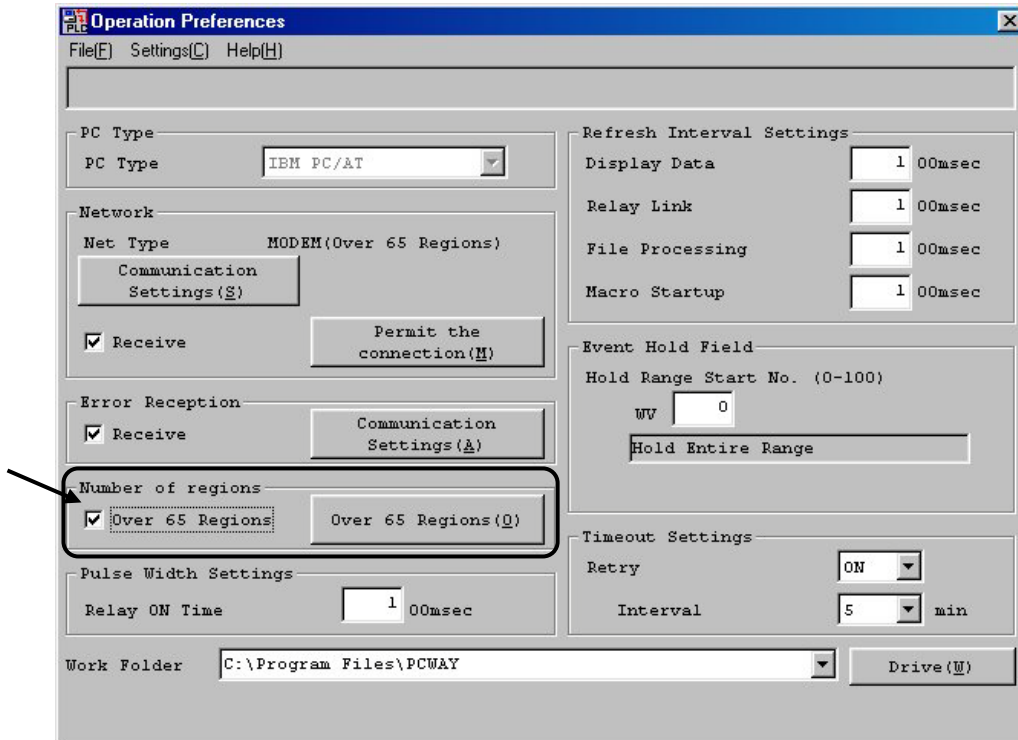 Operation Preferences
File(F) Settings(C) Help(H)
PC Type
PC Type IBM PC/AT
Network
Net Type MODEM(Over 65 Regions)
Communication
Settings(S)
Receive
Permit the
connection(M)
Error Reception
Receive
Communication
Settings(A)
Number of regions
Over 65 Regions
Over 65 Regions(O)
Pulse Width Settings
Relay ON Time 1 00msec
Refresh Interval Settings
Display Data 1 00msec
Relay Link 1 00msec
File Processing 1 00msec
Macro Startup 1 00msec
Event Hold Field
Hold Range Start No. (0-100)
WV 0
Hold Entire Range
Timeout Settings
Retry ON
Interval 5 min
Work Folder C:\Program Files\PCWAY Drive(W)